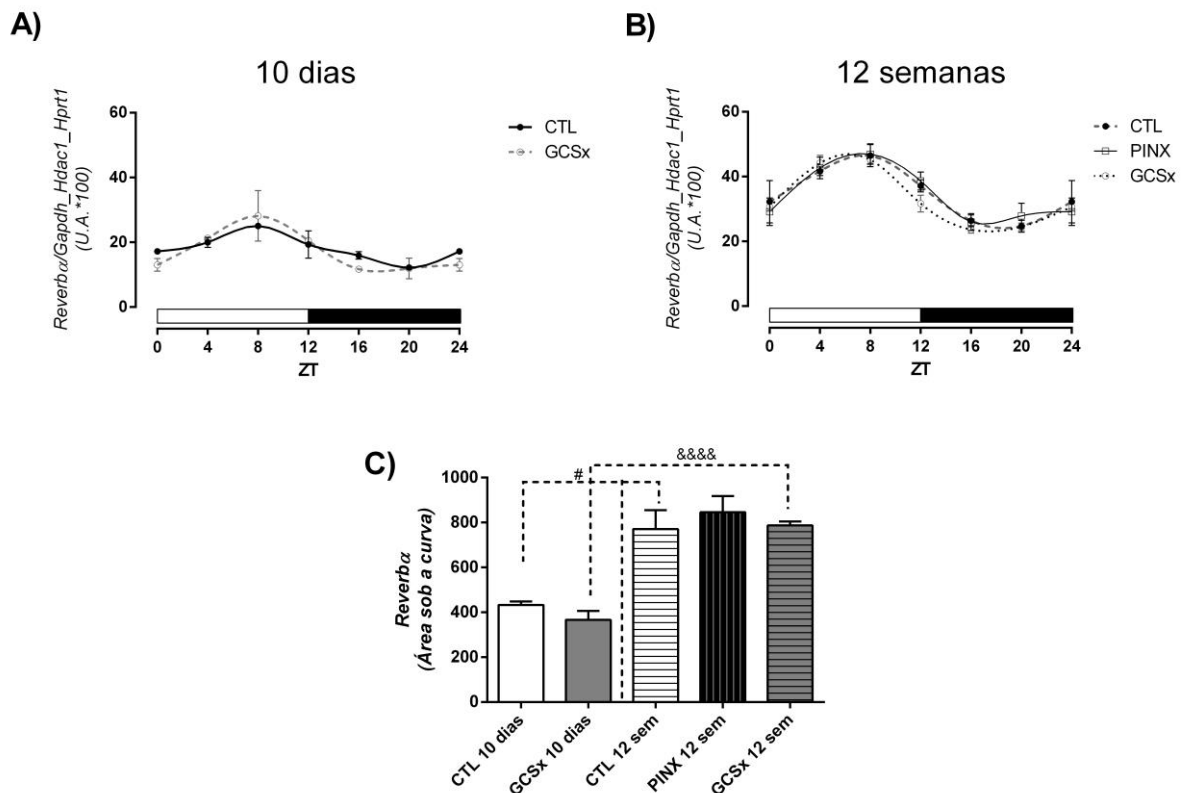 A)
10 dias
Reverbα/Gapdh_Hdac1_Hprt1
(U.A. *100)
60
40
20
0
CTL
GCSx
0 4 8 12 16 20 24
ZT
B)
12 semanas
Reverbα/Gapdh_Hdac1_Hprt1
(U.A. *100)
60
40
20
0
CTL
PINX
GCSx
0 4 8 12 16 20 24
ZT
C)
Reverbα
(Área sob a curva)
1000
800
600
400
200
0
#
&&&&
CTL 10 dias
GCSx 10 dias
CTL 12 sem
PINX 12 sem
GCSx 12 sem